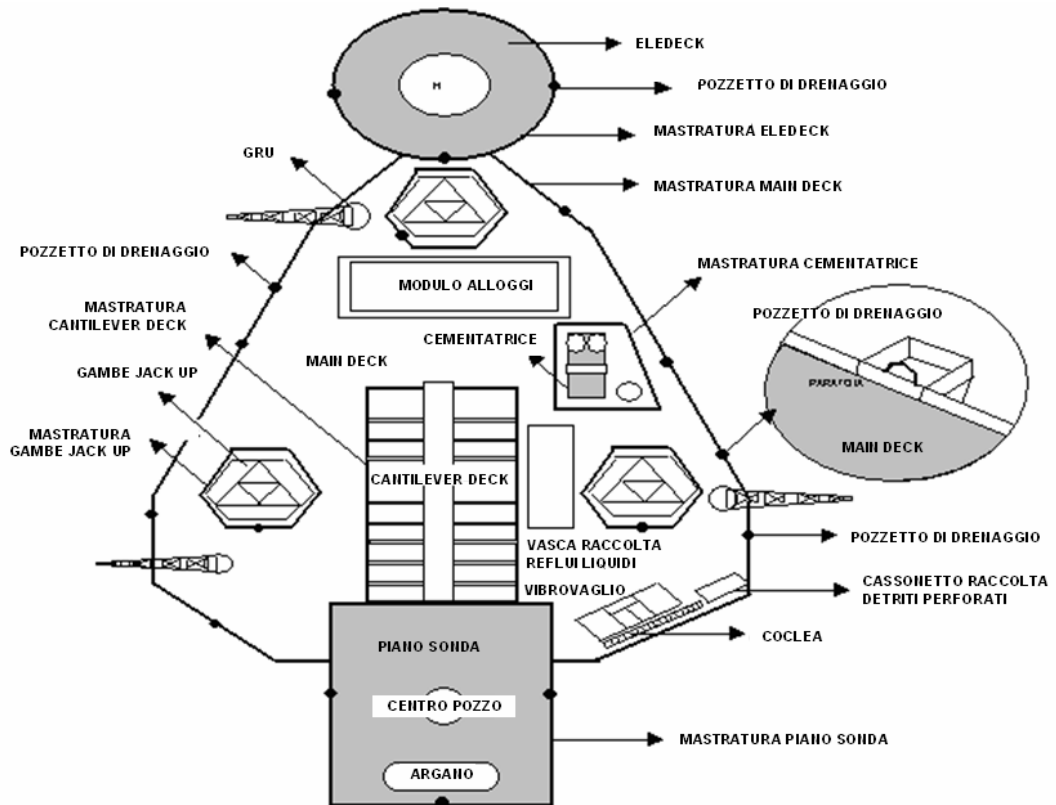 ELEDECK
H
POZZETTO DI DRENAGGIO
MASTRATURA ELEDECK
GRU
MASTRATURA MAIN DECK
POZZETTO DI DRENAGGIO
MASTRATURA CEMENTATRICE
MODULO ALLOGGI
MASTRATURA
CANTILEVER DECK
POZZETTO DI DRENAGGIO
CEMENTATRICE
MAIN DECK
GAMBE JACK UP
PARACQUA
MASTRATURA
GAMBE JACK UP
MAIN DECK
CANTILEVER DECK
VASCA RACCOLTA
REFLUI LIQUIDI
POZZETTO DI DRENAGGIO
VIBROVAGLIO
CASSONETTO RACCOLTA
DETRITI PERFORATI
COCLEA
PIANO SONDA
CENTRO POZZO
MASTRATURA PIANO SONDA
ARGANO